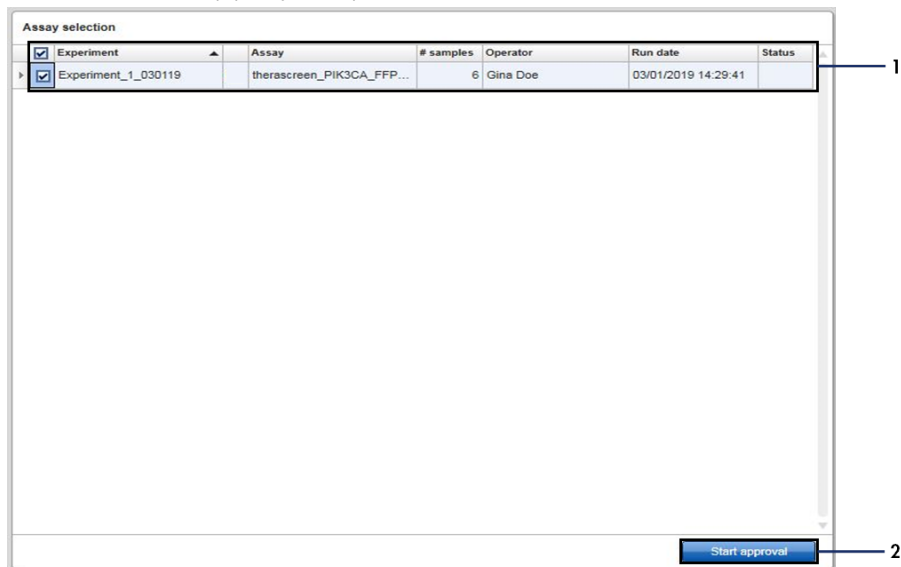 Assay selection
Experiment Assay # samples Operator Run date Status
Experiment_1_030119 therascreen_PIK3CA_FFP... 6 Gina Doe 03/01/2019 14:29:41
1
Start approval
2